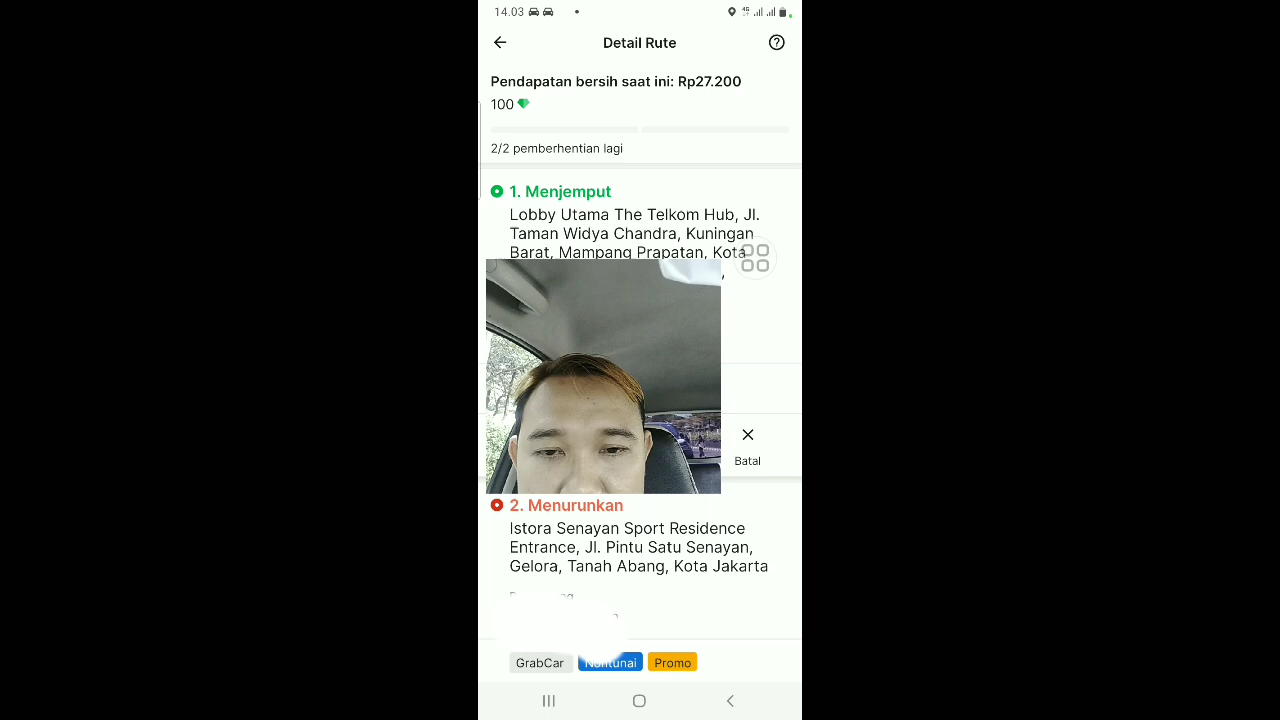 14.03
4G
Detail Rute
Pendapatan bersih saat ini: Rp27.200
100
2/2 pemberhentian lagi
1. Menjemput
Lobby Utama The Telkom Hub, Jl.
Taman Widya Chandra, Kuningan
Barat, Mampang Prapatan, Kota
Batal
2. Menurunkan
Istora Senayan Sport Residence
Entrance, Jl. Pintu Satu Senayan,
Gelora, Tanah Abang, Kota Jakarta
GrabCar Nontunai Promo